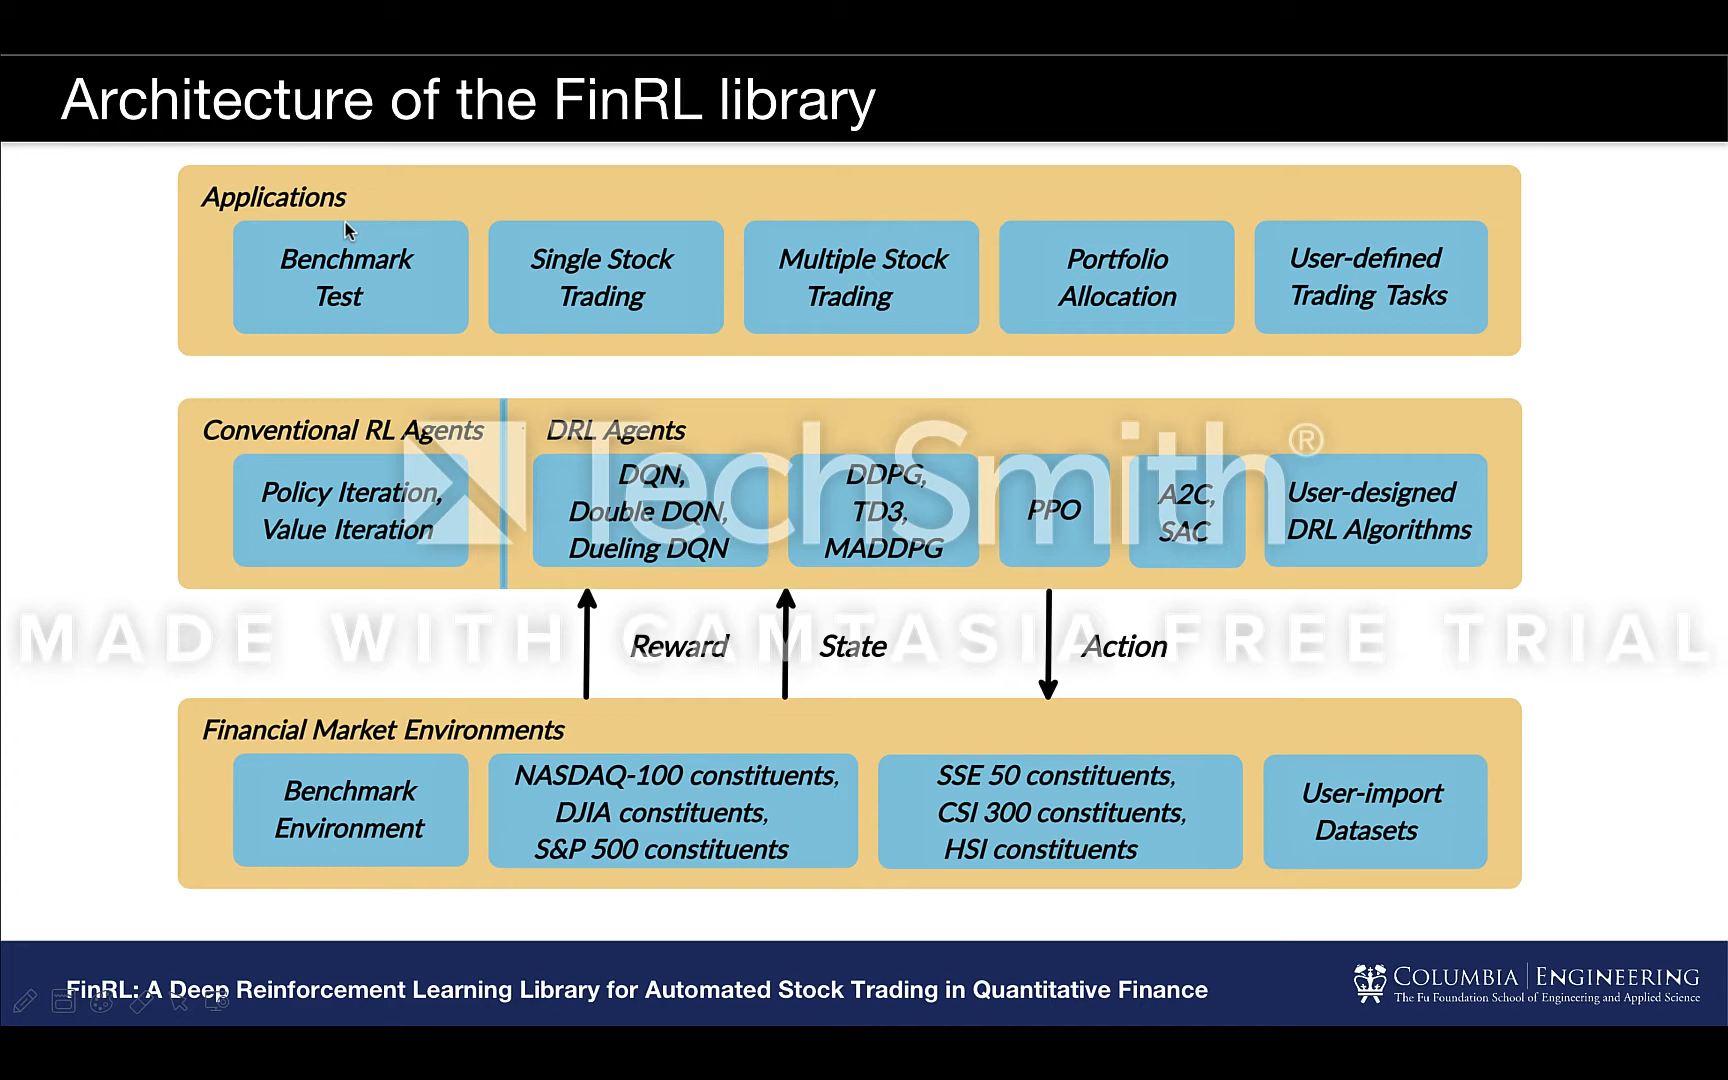 Architecture of the FinRL library
Applications
Benchmark
Test
Single Stock
Trading
Multiple Stock
Trading
Portfolio
Allocation
User-defined
Trading Tasks
Conventional RL Agents
DRL Agents
Policy Iteration,
Value Iteration
DQN,
Double DQN,
Dueling DQN
DDPG,
TD3,
MADDPG
PPO
A2C,
SAC
User-designed
DRL Algorithms
TechSmith®
Reward
State
Action
MADE WITH CAMTASIA FREE TRIAL
Financial Market Environments
Benchmark
Environment
NASDAQ-100 constituents,
DJIA constituents,
S&P 500 constituents
SSE 50 constituents,
CSI 300 constituents,
HSI constituents
User-import
Datasets
FinRL: A Deep Reinforcement Learning Library for Automated Stock Trading in Quantitative Finance
COLUMBIA | ENGINEERING
The Fu Foundation School of Engineering and Applied Science